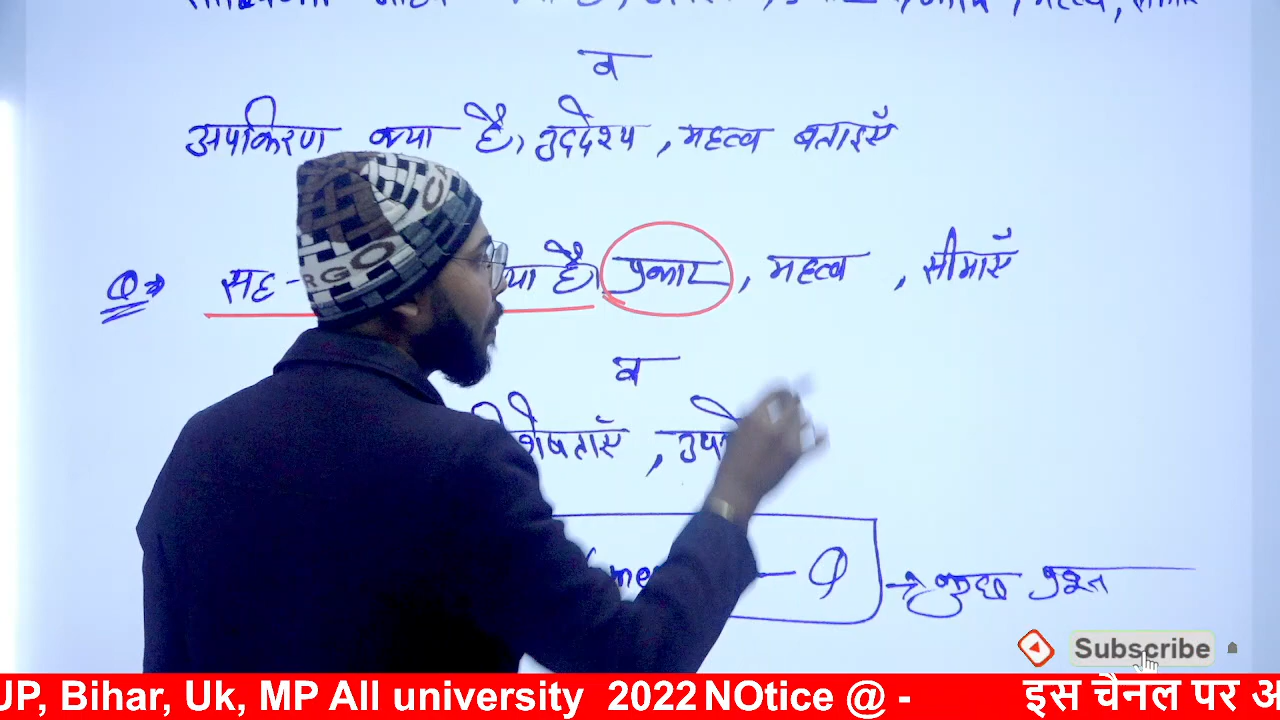 व
अपकिरण क्या है, उद्देश्य, महत्व बताइएँ
Q⇒ सह- या है, प्रकार, महत्व, सीमाएँ
व
शेषताएँ, उप
me - Q → कुछ प्रश्न
Subscribe
UP, Bihar, Uk, MP All university 2022 NOtice @ - इस चैनल पर अ